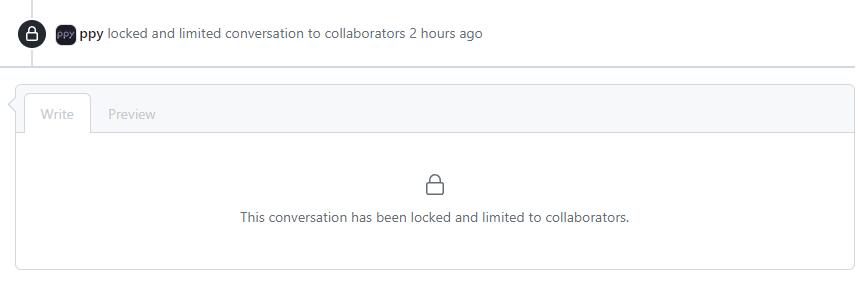 ppy ppy locked and limited conversation to collaborators 2 hours ago
Write Preview
This conversation has been locked and limited to collaborators.